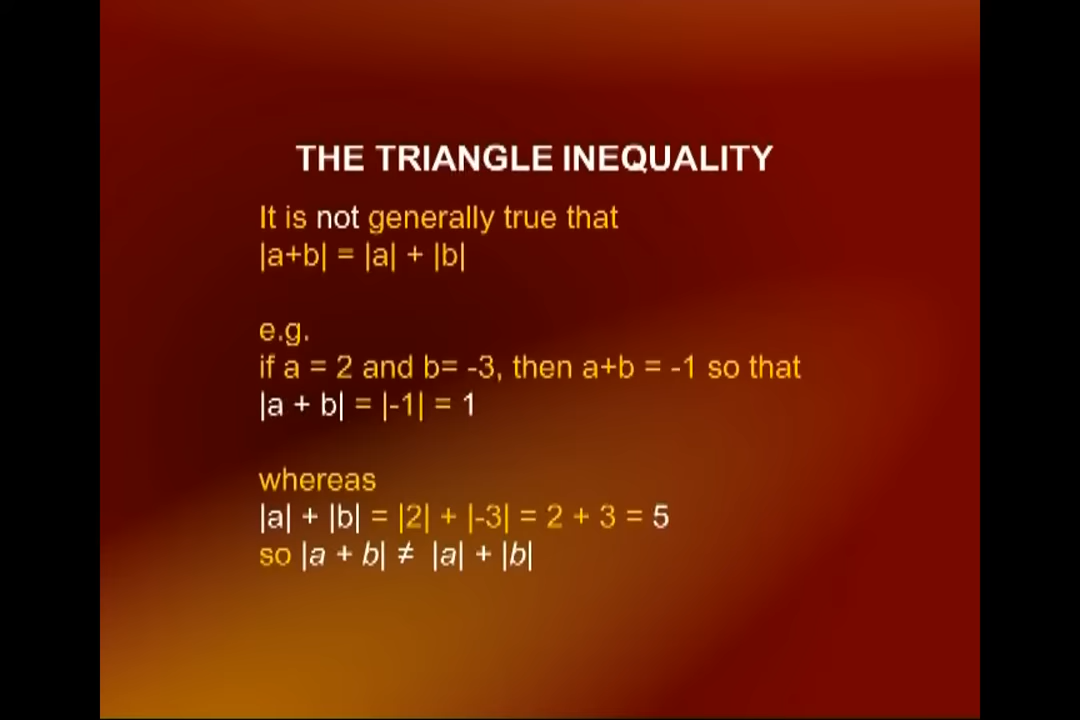 THE TRIANGLE INEQUALITY
It is not generally true that
|a+b| = |a| + |b|
e.g.
if a = 2 and b= -3, then a+b = -1 so that
|a + b| = |-1| = 1
whereas
|a| + |b| = |2| + |-3| = 2 + 3 = 5
so |a + b| ≠ |a| + |b|